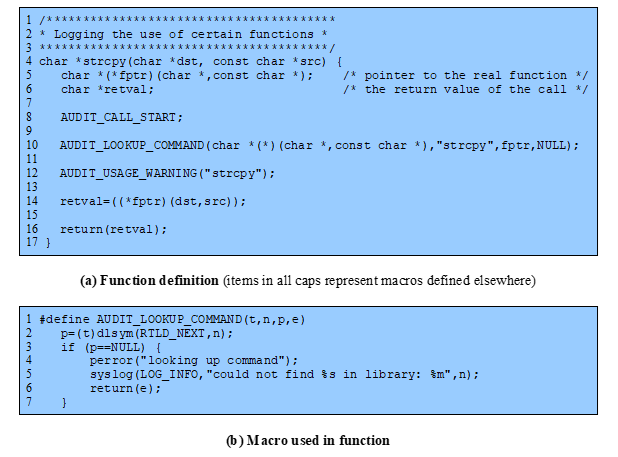 1 /****************************************
2 * Logging the use of certain functions *
3 ****************************************/
4 char *strcpy(char *dst, const char *src) {
5 char *(*fptr)(char *,const char *); /* pointer to the real function */
6 char *retval; /* the return value of the call */
7
8 AUDIT_CALL_START;
9
10 AUDIT_LOOKUP_COMMAND(char *(*)(char *,const char *),"strcpy",fptr,NULL);
11
12 AUDIT_USAGE_WARNING("strcpy");
13
14 retval=((*fptr)(dst,src));
15
16 return(retval);
17 }
(a) Function definition (items in all caps represent macros defined elsewhere)
1 #define AUDIT_LOOKUP_COMMAND(t,n,p,e)
2 p=(t)dlsym(RTLD_NEXT,n);
3 if (p==NULL) {
4 perror("looking up command");
5 syslog(LOG_INFO,"could not find %s in library: %m",n);
6 return(e);
7 }
(b) Macro used in function